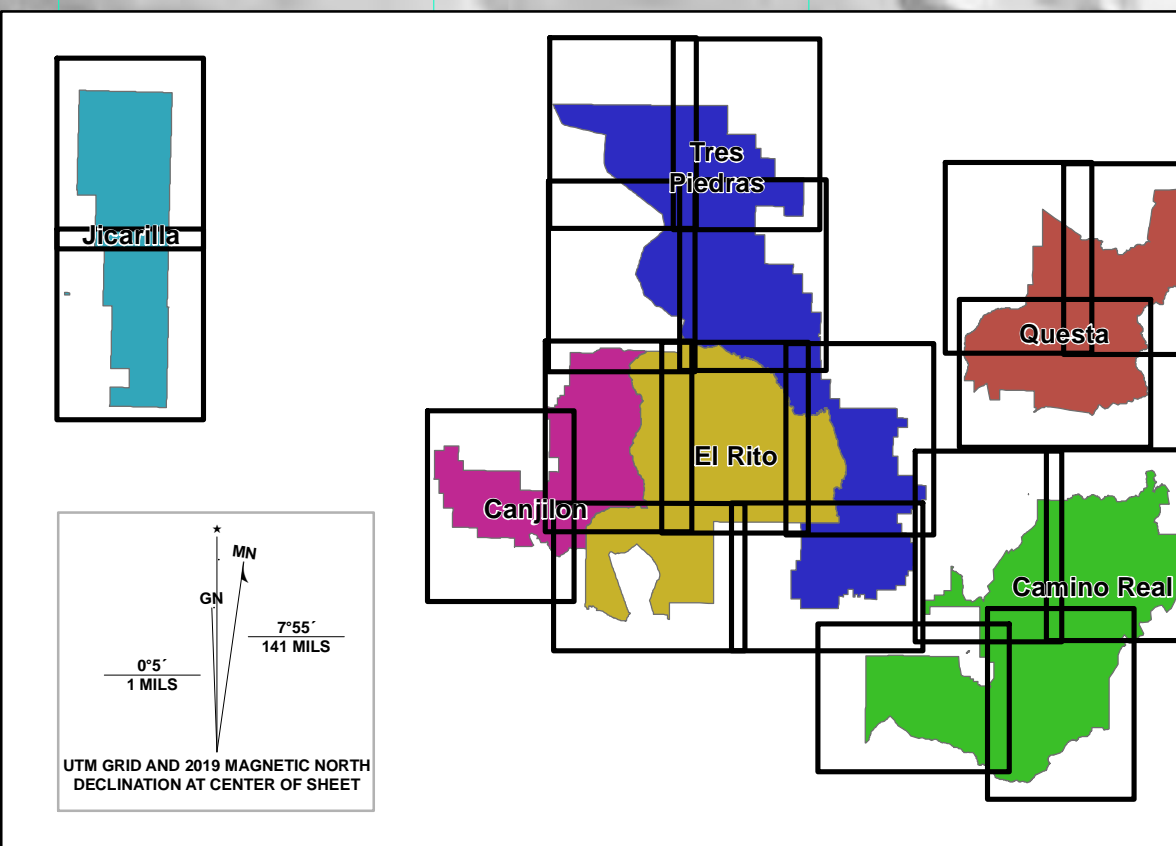 Tres
Piedras
Jicarilla
Questa
El Rito
Canjilon
Camino Real
MN
GN
7°55´
141 MILS
0°5´
1 MILS
UTM GRID AND 2019 MAGNETIC NORTH
DECLINATION AT CENTER OF SHEET